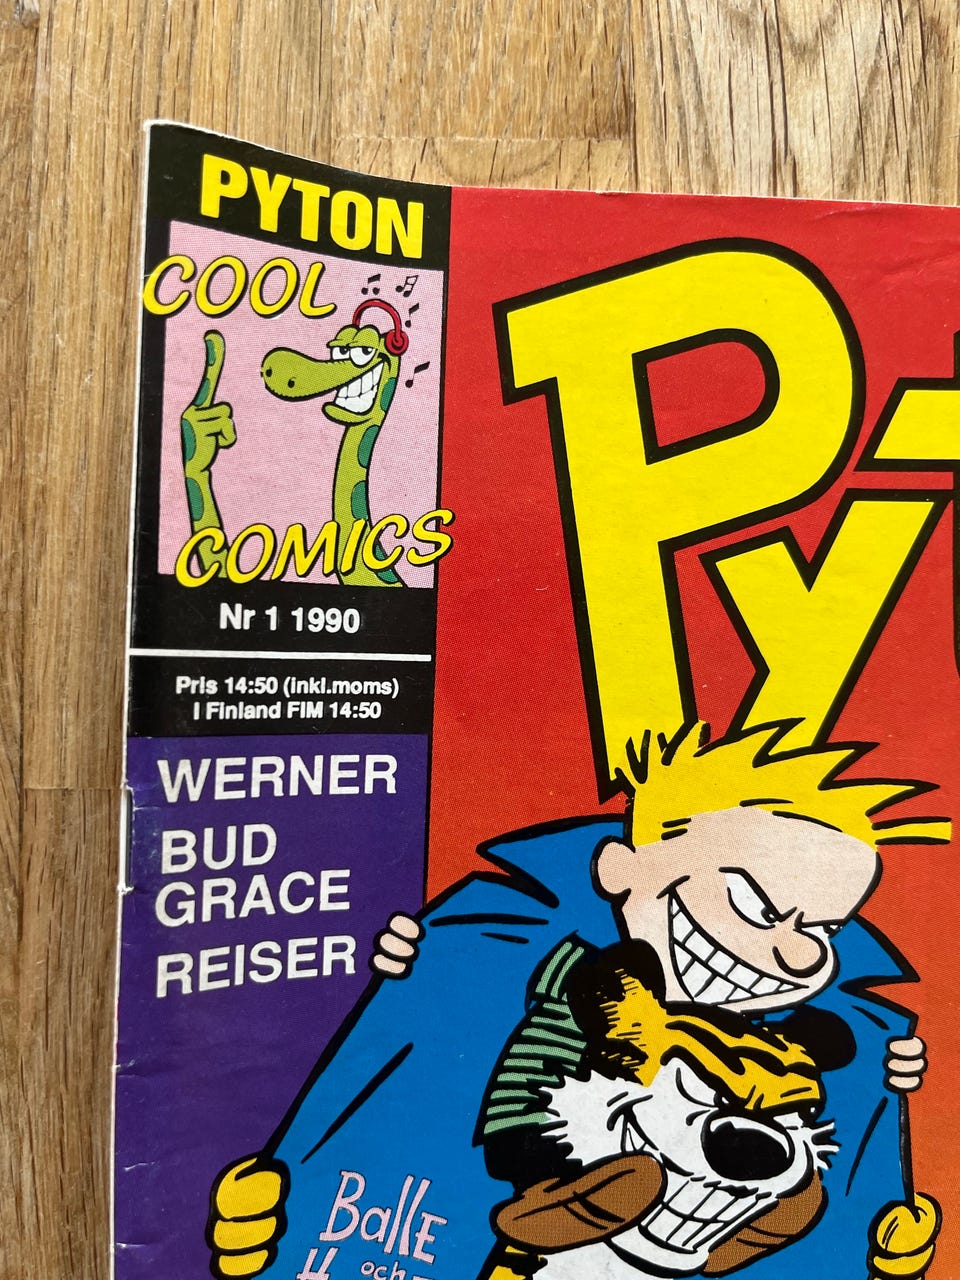 PYTON
COOL
COMICS
Nr 1 1990
Pris 14:50 (inkl.moms)
I Finland FIM 14:50
WERNER
BUD
GRACE
REISER
Py
BallE
och